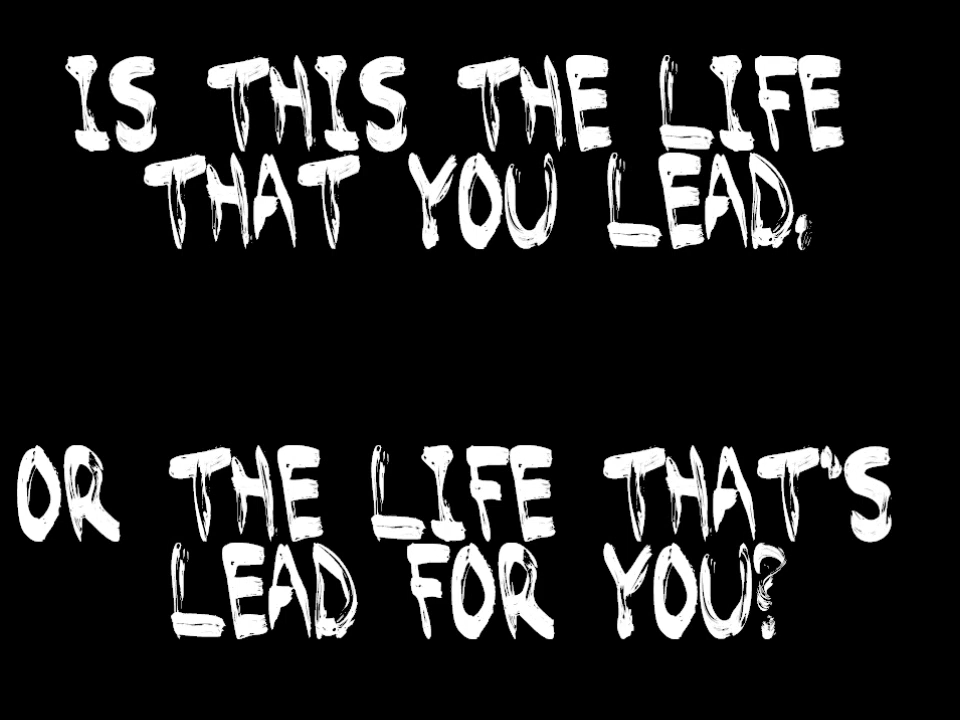 IS THIS THE LIFE
THAT YOU LEAD,
OR THE LIFE THAT'S
LEAD FOR YOU?